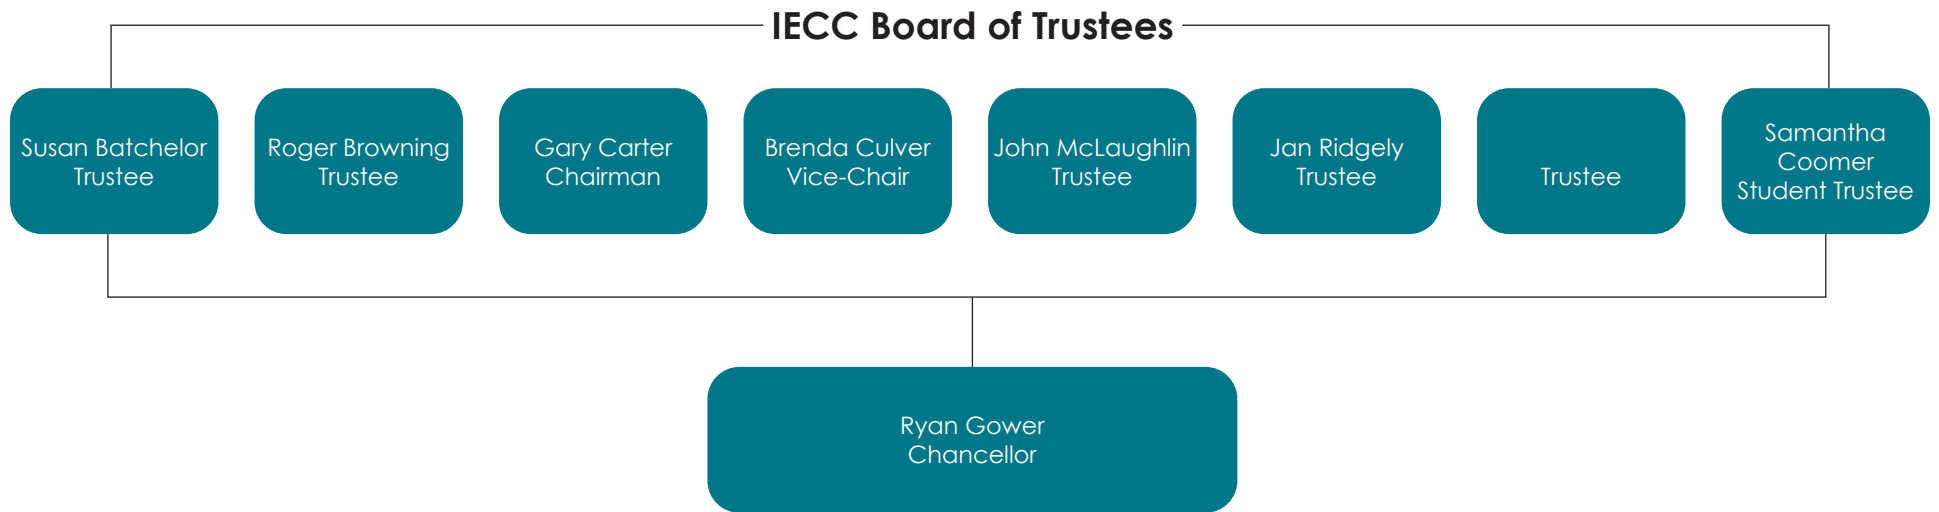 IECC Board of Trustees
Susan Batchelor
Trustee
Roger Browning
Trustee
Gary Carter
Chairman
Brenda Culver
Vice-Chair
John McLaughlin
Trustee
Jan Ridgely
Trustee
Trustee
Samantha
Coomer
Student Trustee
Ryan Gower
Chancellor